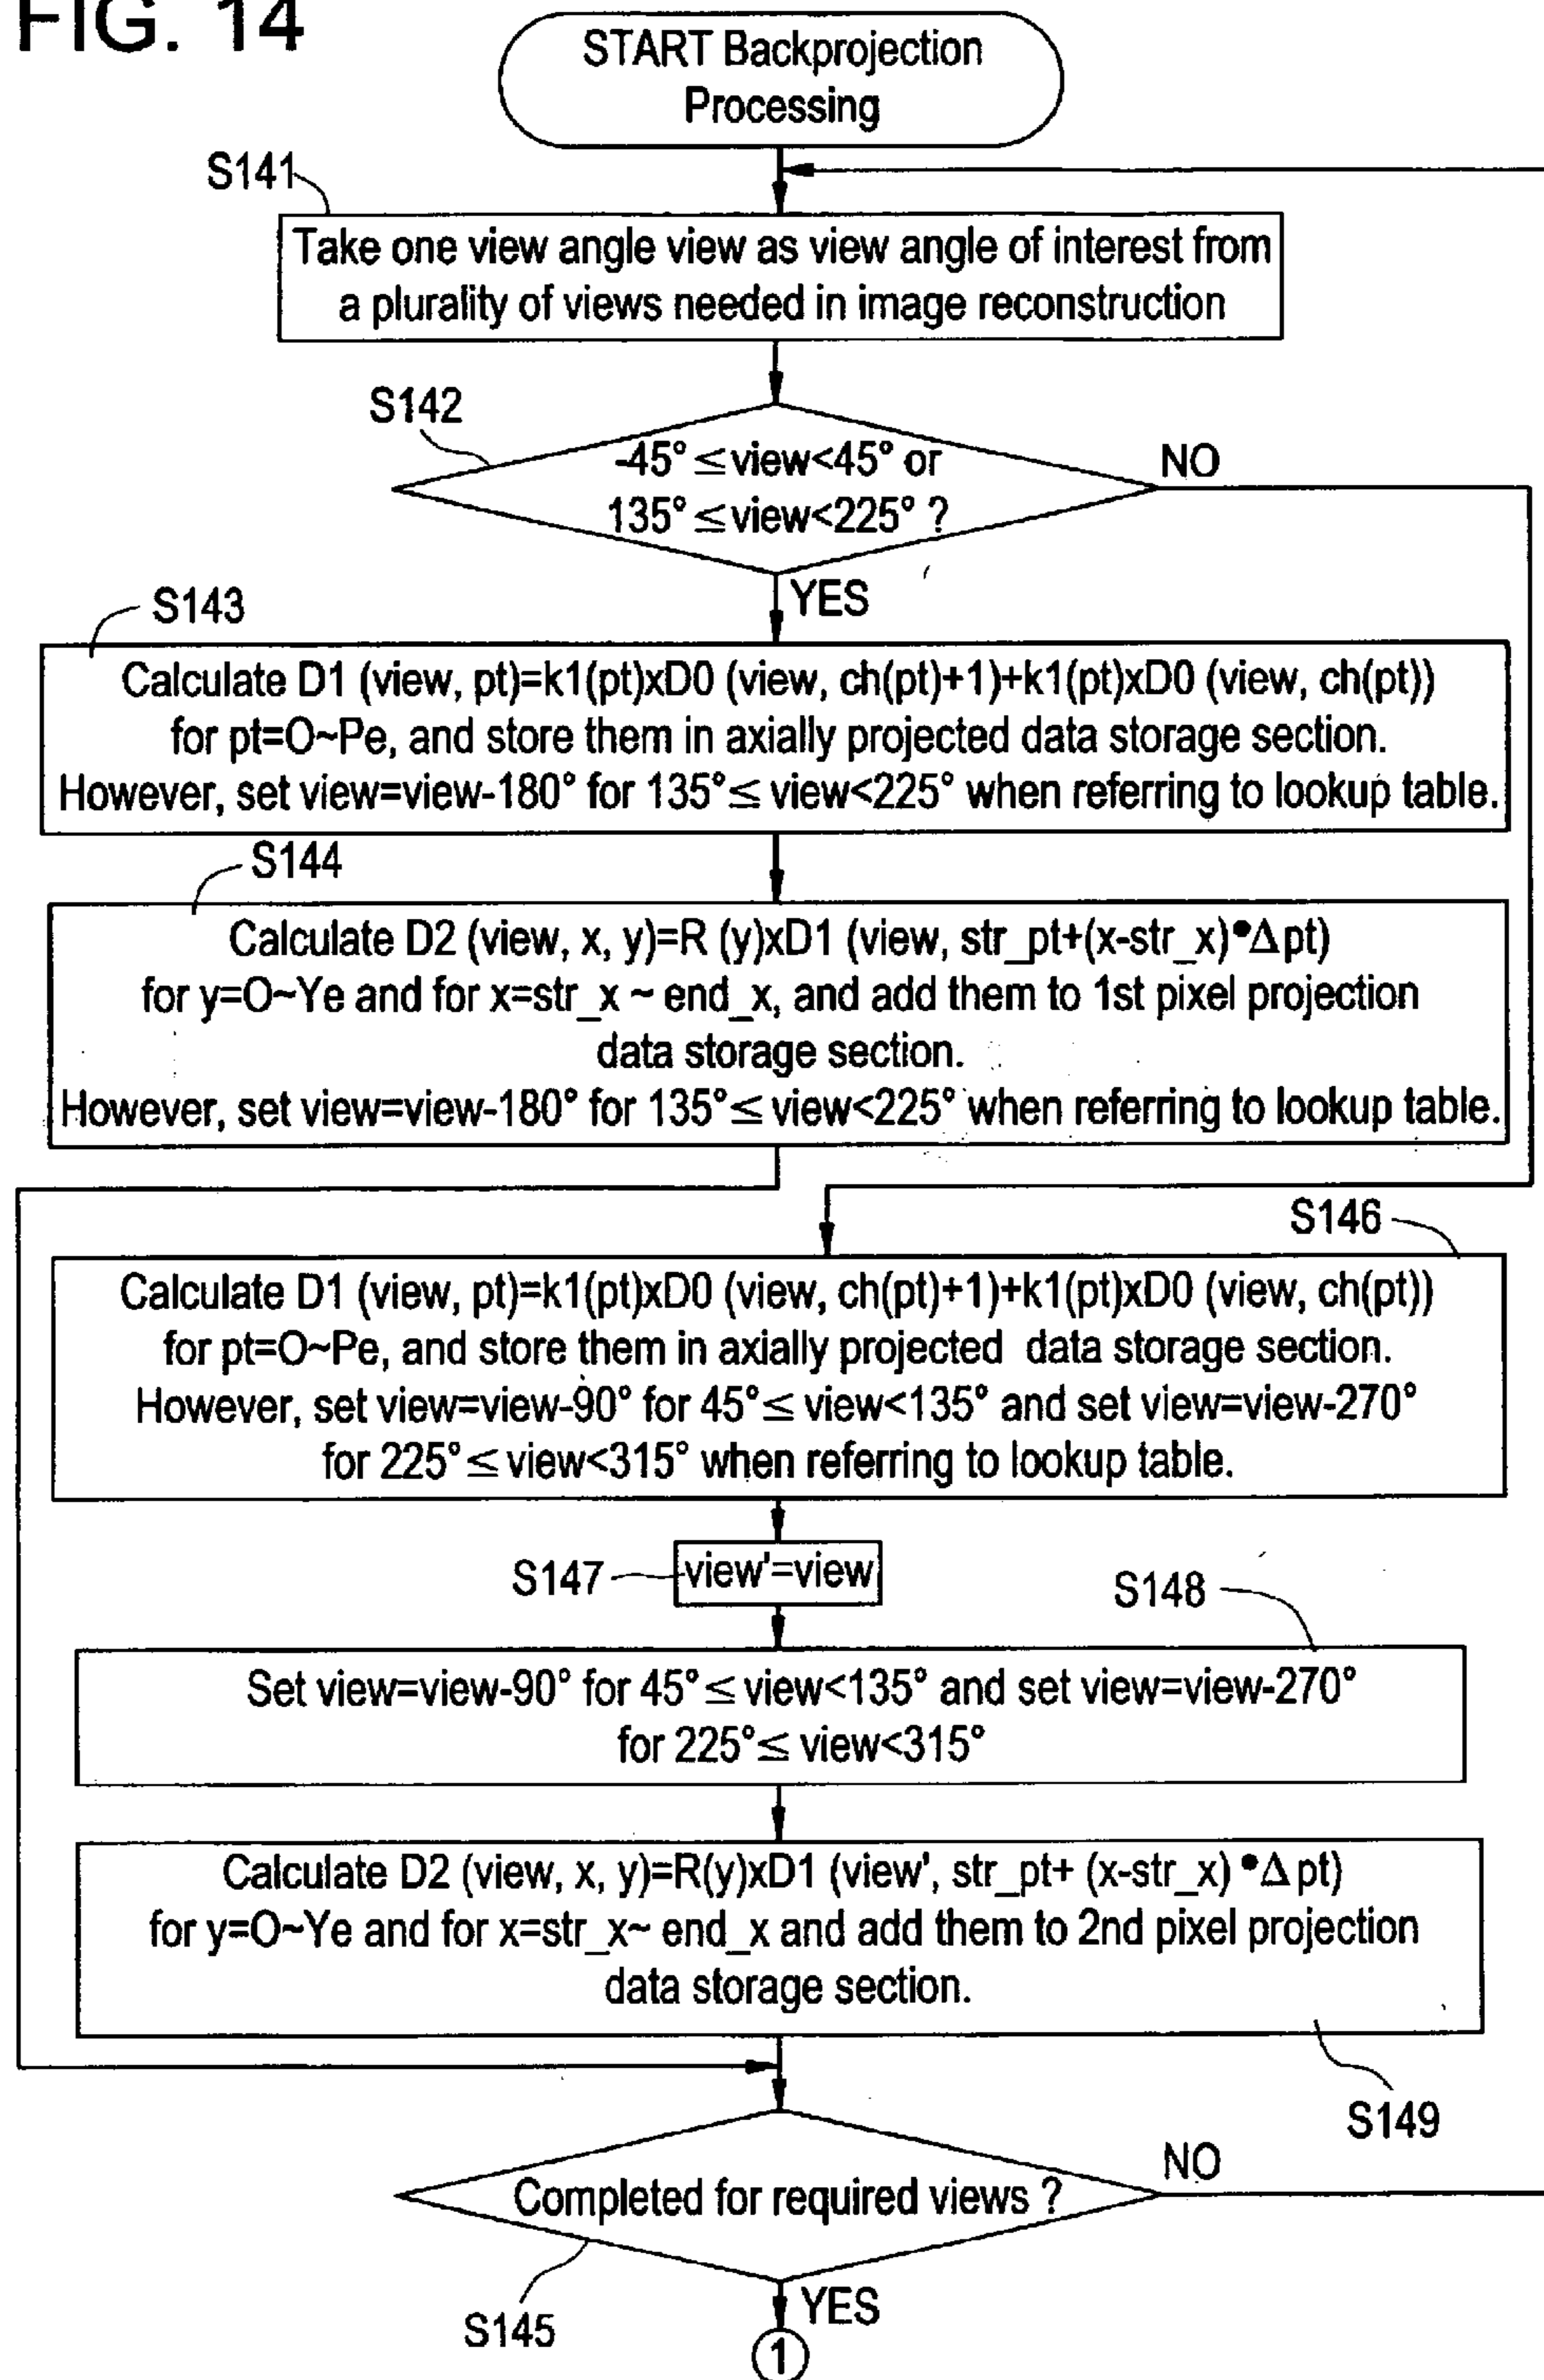 FIG. 14
START Backprojection
Processing
S141
Take one view angle view as view angle of interest from
a plurality of views needed in image reconstruction
S142
-45° ≤view<45° or
135° ≤view<225° ?
NO
YES
S143
Calculate D1 (view, pt)=k1(pt)xD0 (view, ch(pt)+1)+k1(pt)xD0 (view, ch(pt))
for pt=O~Pe, and store them in axially projected data storage section.
However, set view=view-180° for 135°≤ view<225° when referring to lookup table.
S144
Calculate D2 (view, x, y)=R (y)xD1 (view, str_pt+(x-str_x)•Δpt)
for y=O~Ye and for x=str_x ~ end_x, and add them to 1st pixel projection
data storage section.
However, set view=view-180° for 135°≤ view<225° when referring to lookup table.
S146
Calculate D1 (view, pt)=k1(pt)xD0 (view, ch(pt)+1)+k1(pt)xD0 (view, ch(pt))
for pt=O~Pe, and store them in axially projected data storage section.
However, set view=view-90° for 45°≤ view<135° and set view=view-270°
for 225°≤ view<315° when referring to lookup table.
S147
view'=view
S148
Set view=view-90° for 45°≤ view<135° and set view=view-270°
for 225°≤ view<315°
Calculate D2 (view, x, y)=R(y)xD1 (view', str_pt+ (x-str_x) •Δ pt)
for y=O~Ye and for x=str_x~ end_x and add them to 2nd pixel projection
data storage section.
S149
Completed for required views ?
NO
S145
YES
1